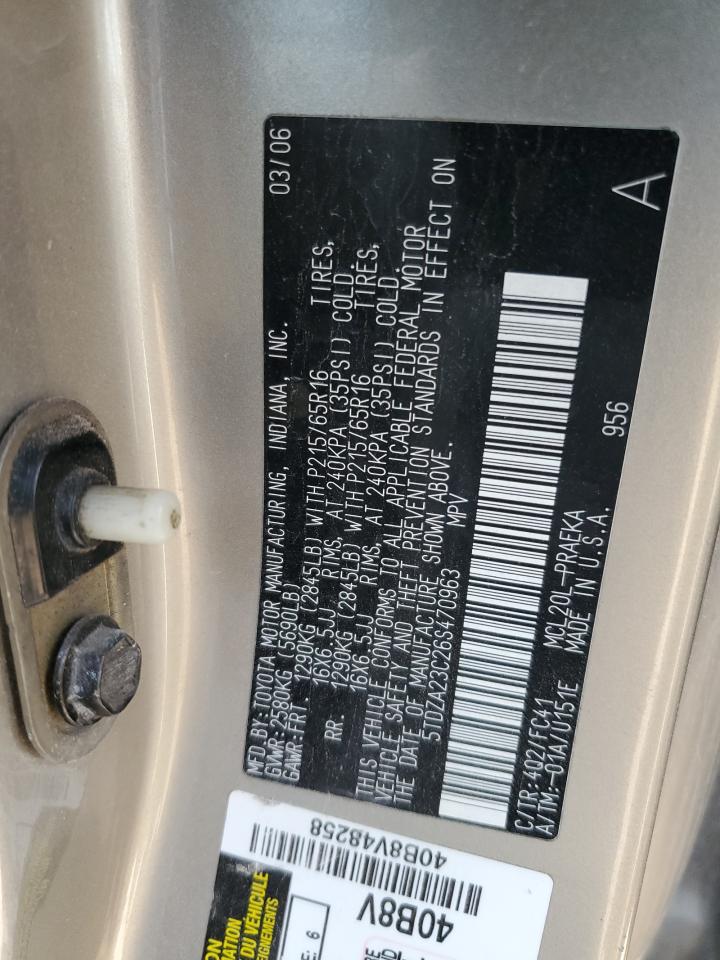 MFD BY:TOYOTA MOTOR MANUFACTURING, INDIANA, INC. 03/06
GVWR:2580KG (5690LB)
GAWR:FRT 1290KG (2845LB) WITH P215/65R16 TIRES,
16X6.5JJ RIMS, AT 240KPA (35PSI) COLD.
RR. 1290KG (2845LB) WITH P215/65R16 TIRES,
16X6.5JJ RIMS, AT 240KPA (35PSI) COLD.
THIS VEHICLE CONFORMS TO ALL APPLICABLE FEDERAL MOTOR
VEHICLE SAFETY AND THEFT PREVENTION STANDARDS IN EFFECT ON
THE DATE OF MANUFACTURE SHOWN ABOVE.
5TDZA23C26S470963 MPV
C/TR:4Q2/FC41 MCL20L-PRAEKA 956
A/TM:-01A/U151E MADE IN U.S.A. A
40B8V48258
40B8V
DU VÉHICULE
6